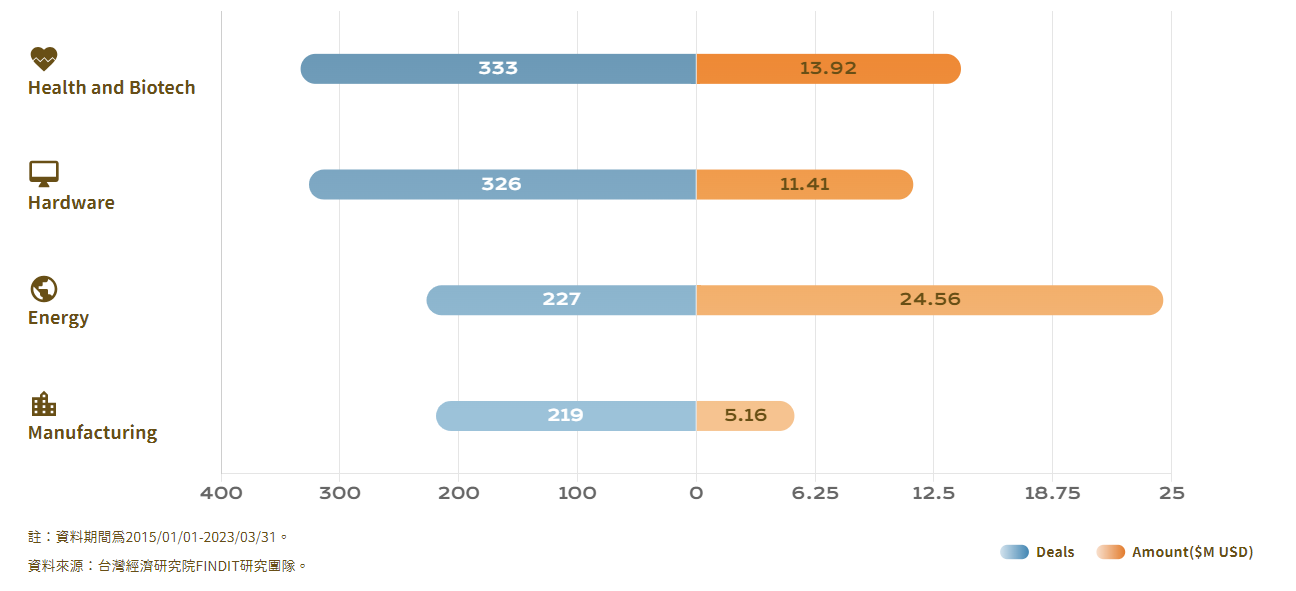 333
13.92
Health and Biotech
326
11.41
Hardware
227
24.56
Energy
219
5.16
Manufacturing
400 300 200 100 0 6.25 12.5 18.75 25
註：資料期間為2015/01/01-2023/03/31。
資料來源：台灣經濟研究院FINDIT研究團隊。
Deals Amount($M USD)